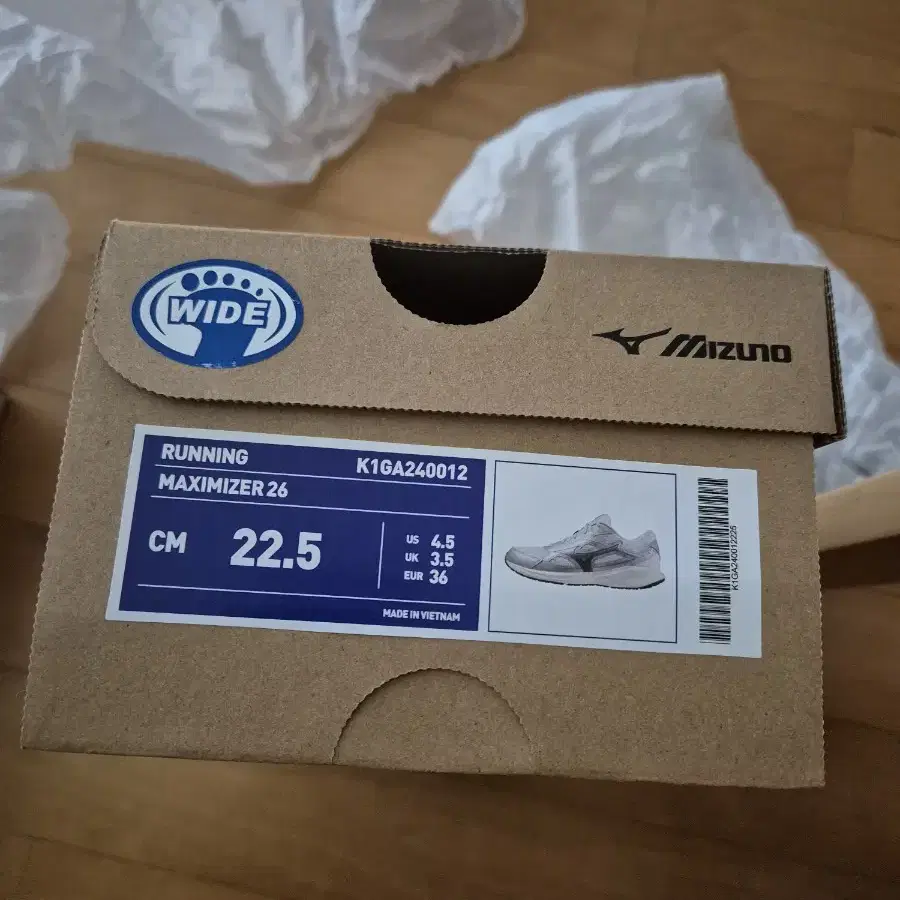 WIDE
MIZUNO
RUNNING
K1GA240012
MAXIMIZER 26
CM 22.5
US 4.5
UK 3.5
EUR 36
MADE IN VIETNAM
K1GA240012225